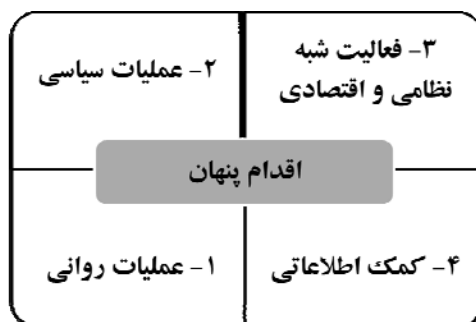 ۳- فعالیت شبه
نظامی و اقتصادی
۲- عملیات سیاسی
اقدام پنهان
۴- کمک اطلاعاتی
۱- عملیات روانی